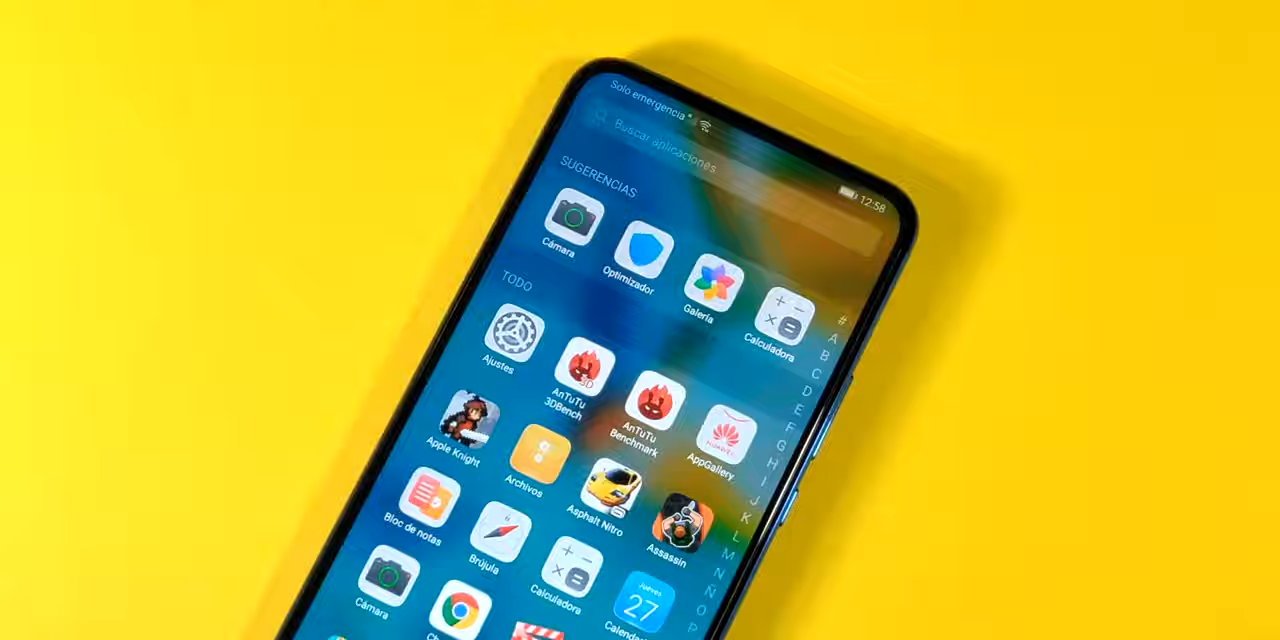 Solo emergencia
12:58
Buscar aplicaciones
SUGERENCIAS
Cámara
Optimizador
Galería
Calculadora
TODO
Ajustes
AnTuTu
3DBench
AnTuTu
Benchmark
HUAWEI
AppGallery
Apple Knight
Archivos
Asphalt Nitro
Assassin
Bloc de notas
Brújula
Calculadora
Jueves
27
Cámara
#
A
B
C
D
E
F
G
H
I
J
K
L
M
N
Ñ
O
P
3D